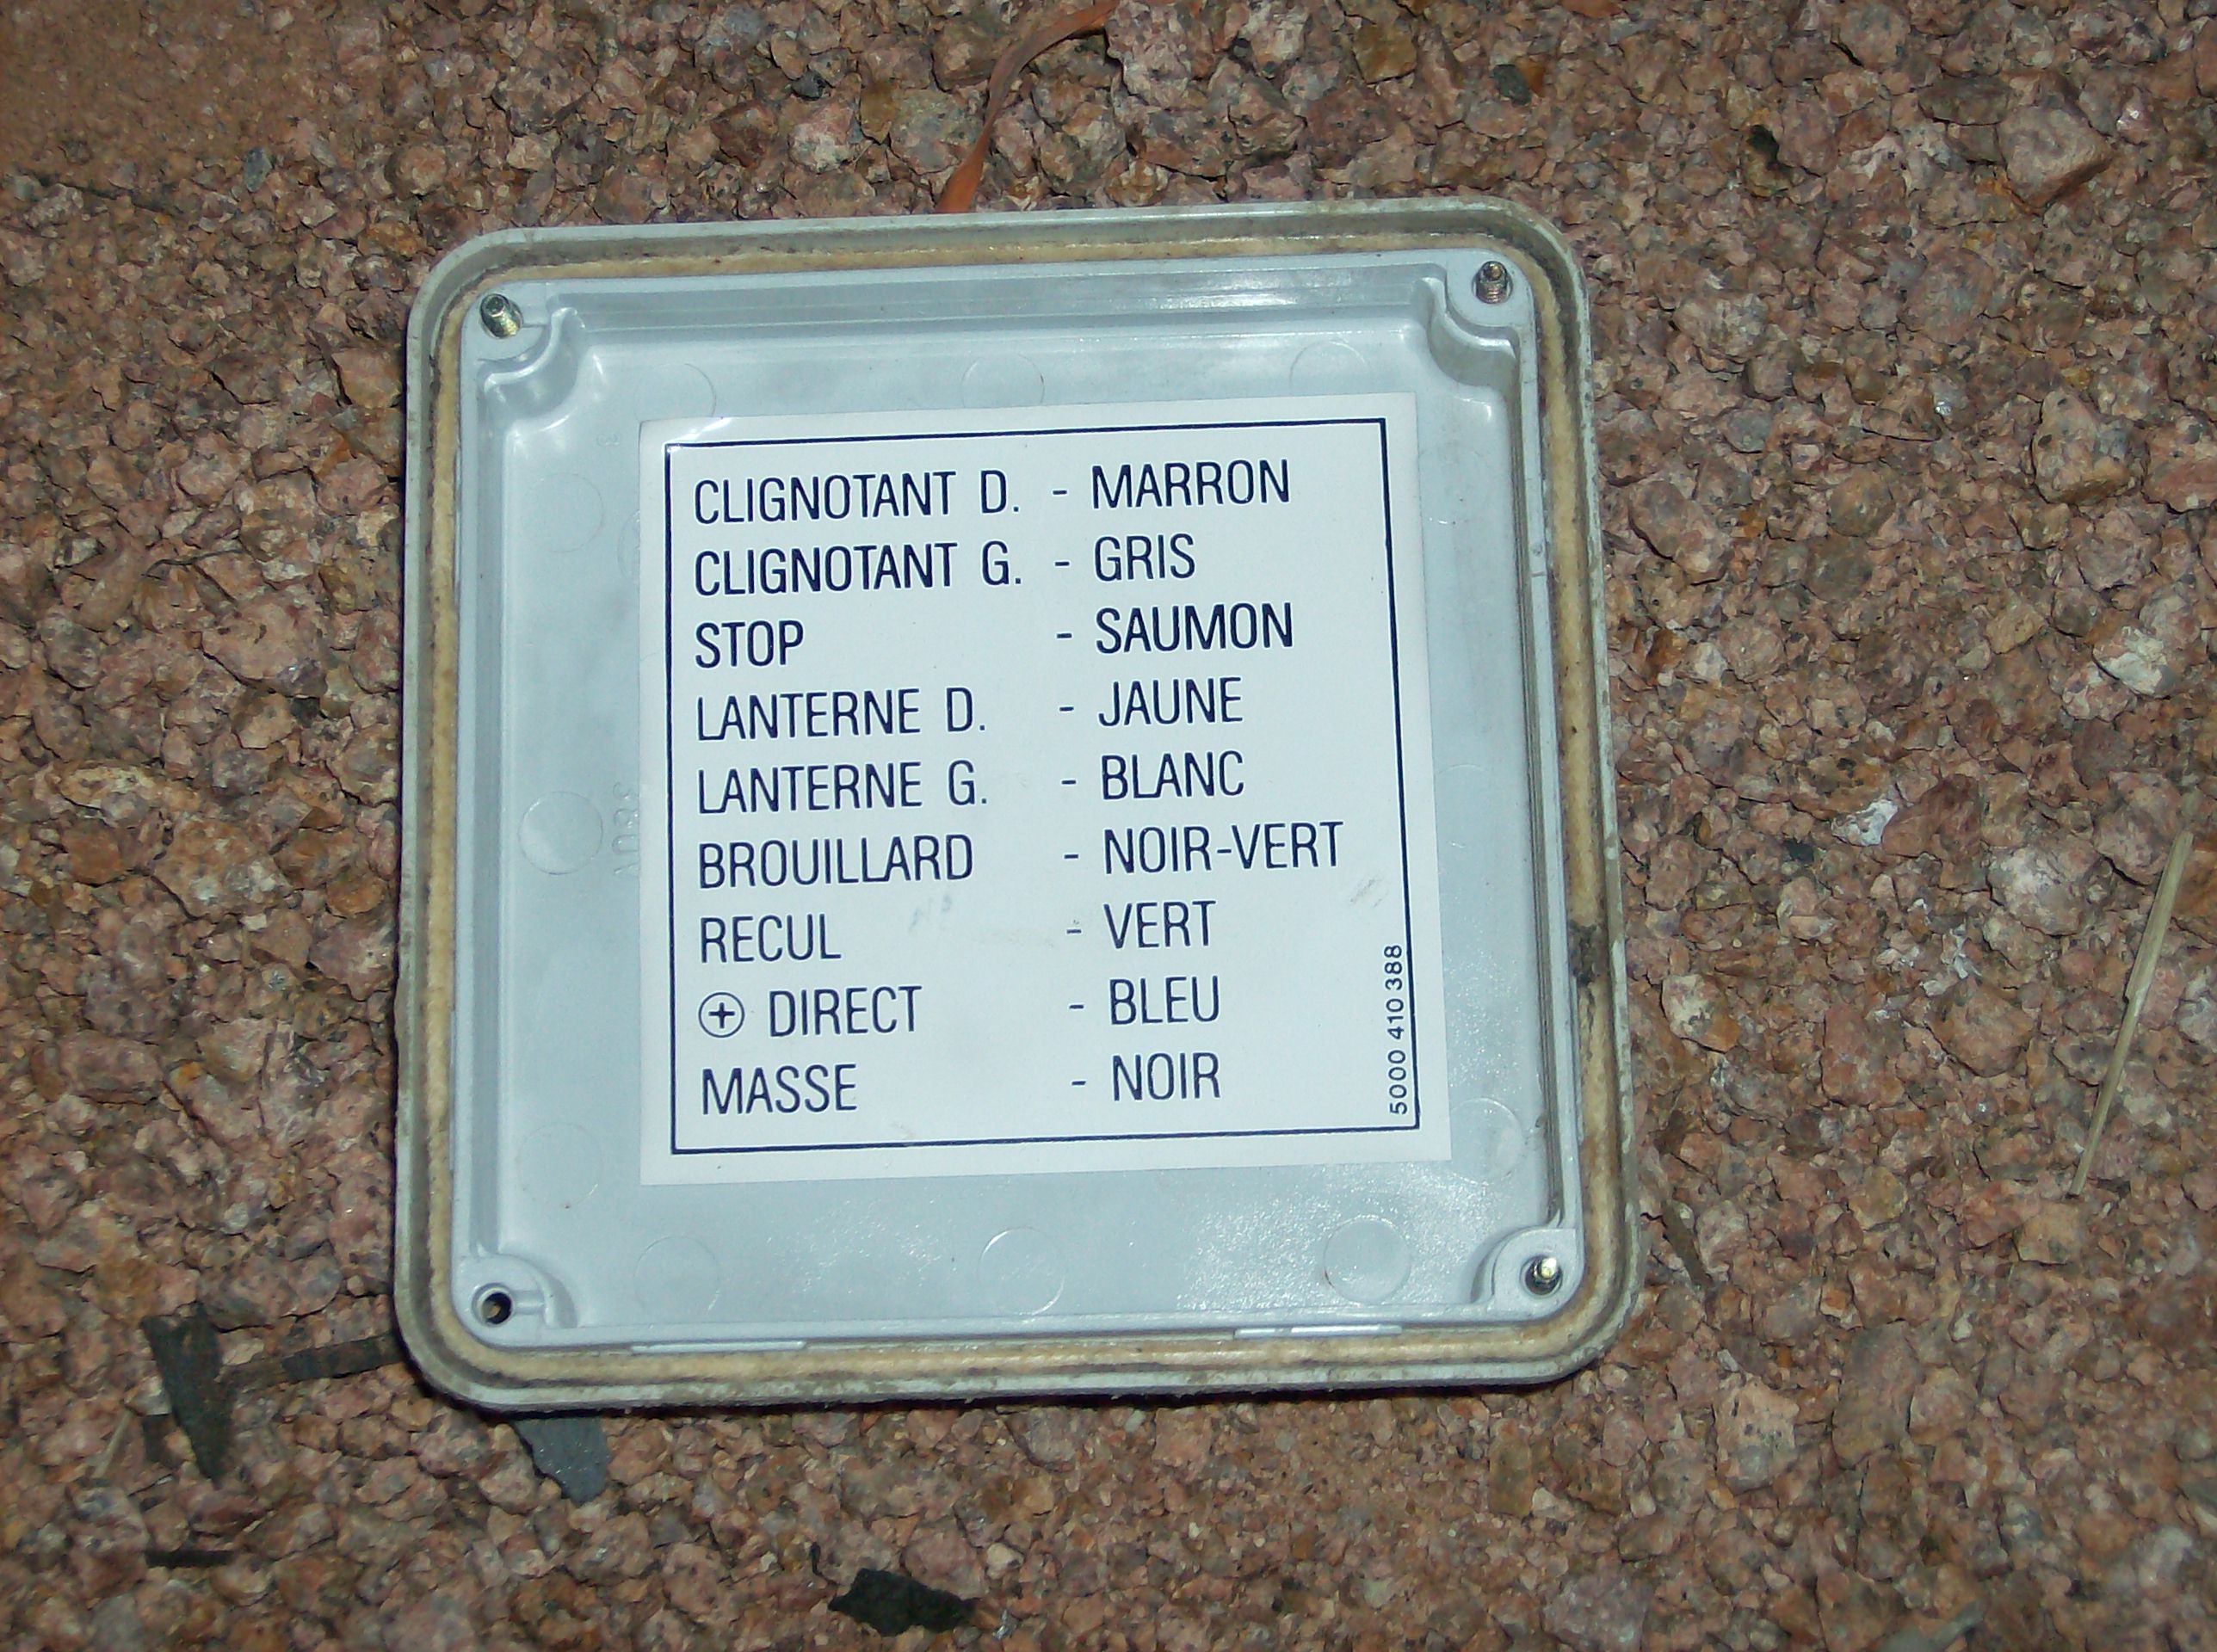 CLIGNOTANT D. - MARRON
CLIGNOTANT G. - GRIS
STOP - SAUMON
LANTERNE D. - JAUNE
LANTERNE G. - BLANC
BROUILLARD - NOIR-VERT
RECUL - VERT
⊕ DIRECT - BLEU
MASSE - NOIR
5000 410 388